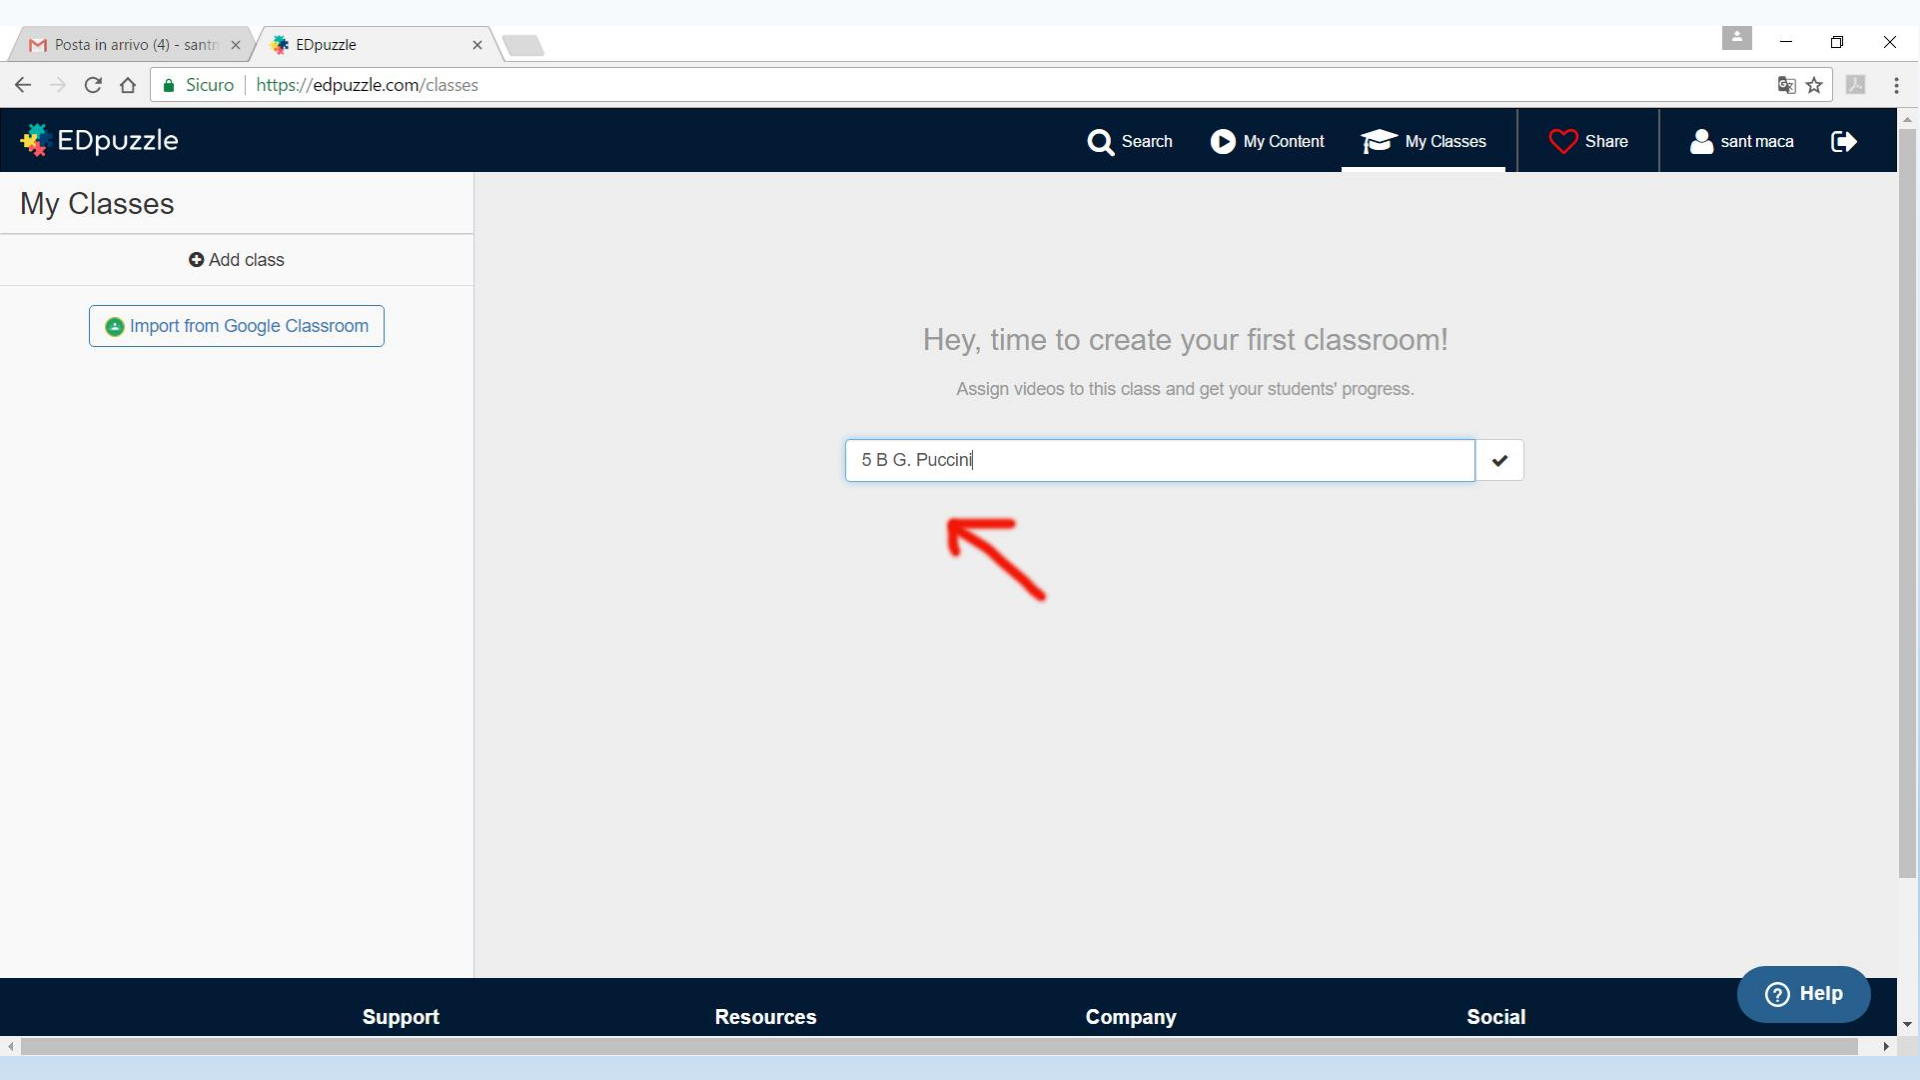 Posta in arrivo (4) - santm
EDpuzzle
Sicuro
https://edpuzzle.com/classes
EDpuzzle
Search
My Content
My Classes
Share
sant maca
My Classes
Add class
Import from Google Classroom
Hey, time to create your first classroom!
Assign videos to this class and get your students' progress.
5 B G. Puccini
Help
Support
Resources
Company
Social